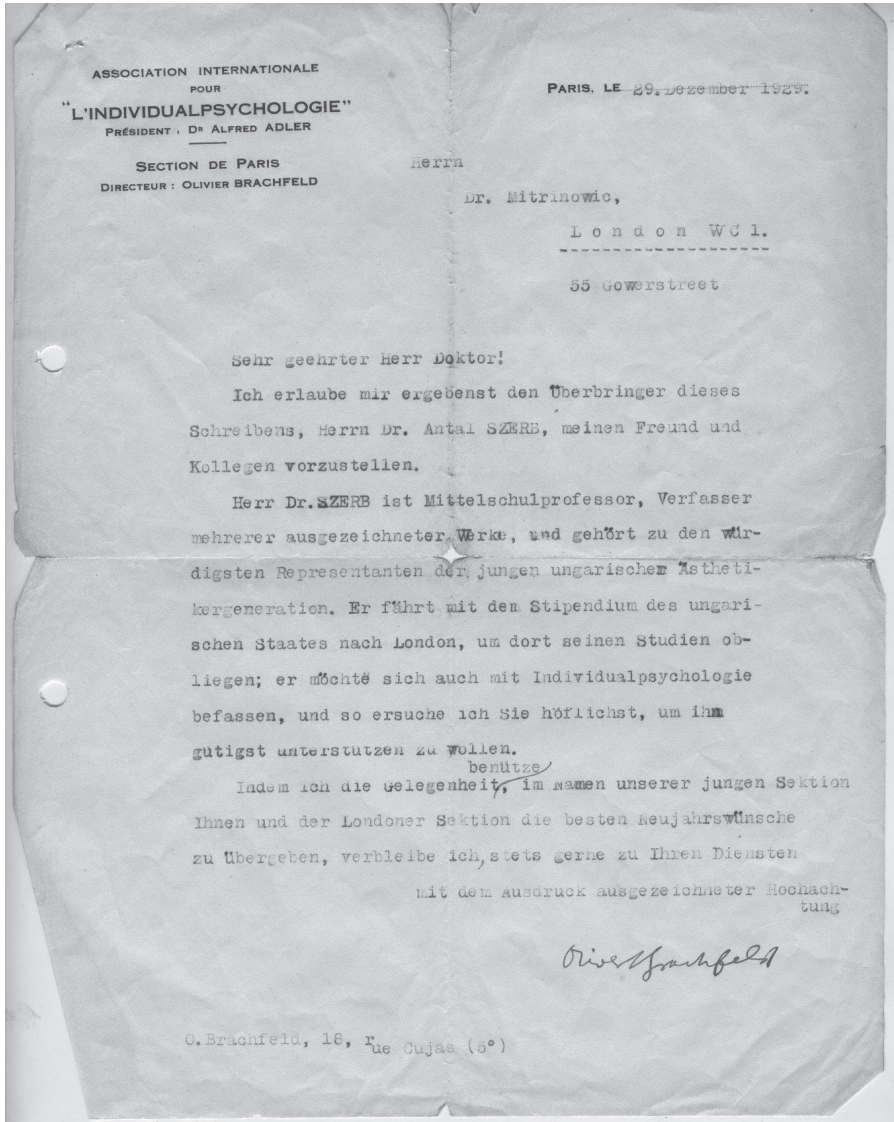 ASSOCIATION INTERNATIONALE
POUR
"L'INDIVIDUALPSYCHOLOGIE"
PRÉSIDENT : DR ALFRED ADLER
SECTION DE PARIS
DIRECTEUR : OLIVIER BRACHFELD
PARIS, LE 29. Dezember 1929.
Herrn
Dr. Mitrinowic,
London WC 1.
55 Gowerstreet
Sehr geehrter Herr Doktor!
Ich erlaube mir ergebenst den Überbringer dieses
Schreibens, Herrn Dr. Antal SZERB, meinen Freund und
Kollegen vorzustellen.
Herr Dr.SZERB ist Mittelschulprofessor, Verfasser
mehrerer ausgezeichneter Werke, und gehört zu den wür-
digsten Representanten der jungen ungarischer Ästheti-
kergeneration. Er fährt mit dem Stipendium des ungari-
schen Staates nach London, um dort seinen Studien ob-
liegen; er möchte sich auch mit Individualpsychologie
befassen, und so ersuche ich Sie höflichst, um ihm
gutigst unterstutzen zu wollen.
benütze
Indem ich die Gelegenheit, im Namen unserer jungen Sektion
Ihnen und der Londoner Sektion die besten Neujahrswünsche
zu übergeben, verbleibe ich, stets gerne zu Ihren Diensten
mit dem Ausdruck ausgezeichneter Hochach-
tung
Oliver Brachfeld
O.Brachfeld, 18, rue Cujas (5°)